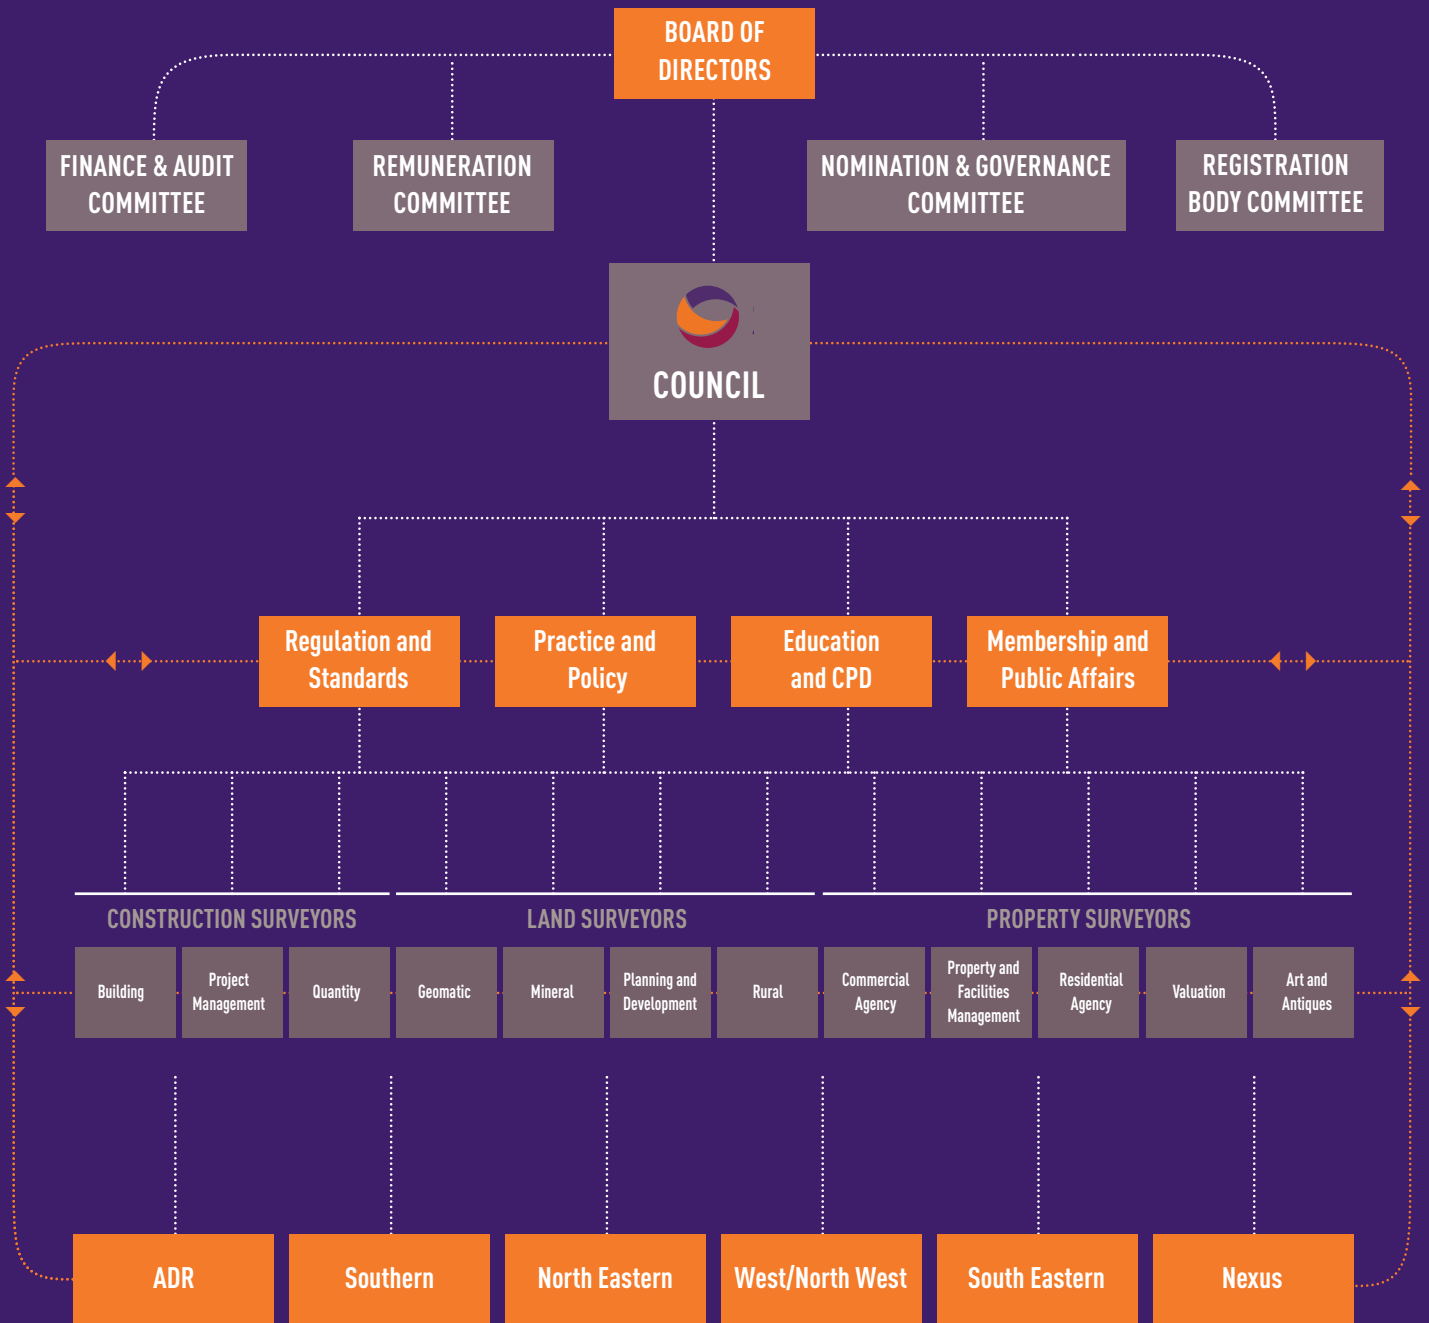 BOARD OF
DIRECTORS
FINANCE & AUDIT
COMMITTEE
REMUNERATION
COMMITTEE
NOMINATION & GOVERNANCE
COMMITTEE
REGISTRATION
BODY COMMITTEE
COUNCIL
Regulation and
Standards
Practice and
Policy
Education
and CPD
Membership and
Public Affairs
CONSTRUCTION SURVEYORS
LAND SURVEYORS
PROPERTY SURVEYORS
Building
Project
Management
Quantity
Geomatic
Mineral
Planning and
Development
Rural
Commercial
Agency
Property and
Facilities
Management
Residential
Agency
Valuation
Art and
Antiques
ADR
Southern
North Eastern
West/North West
South Eastern
Nexus